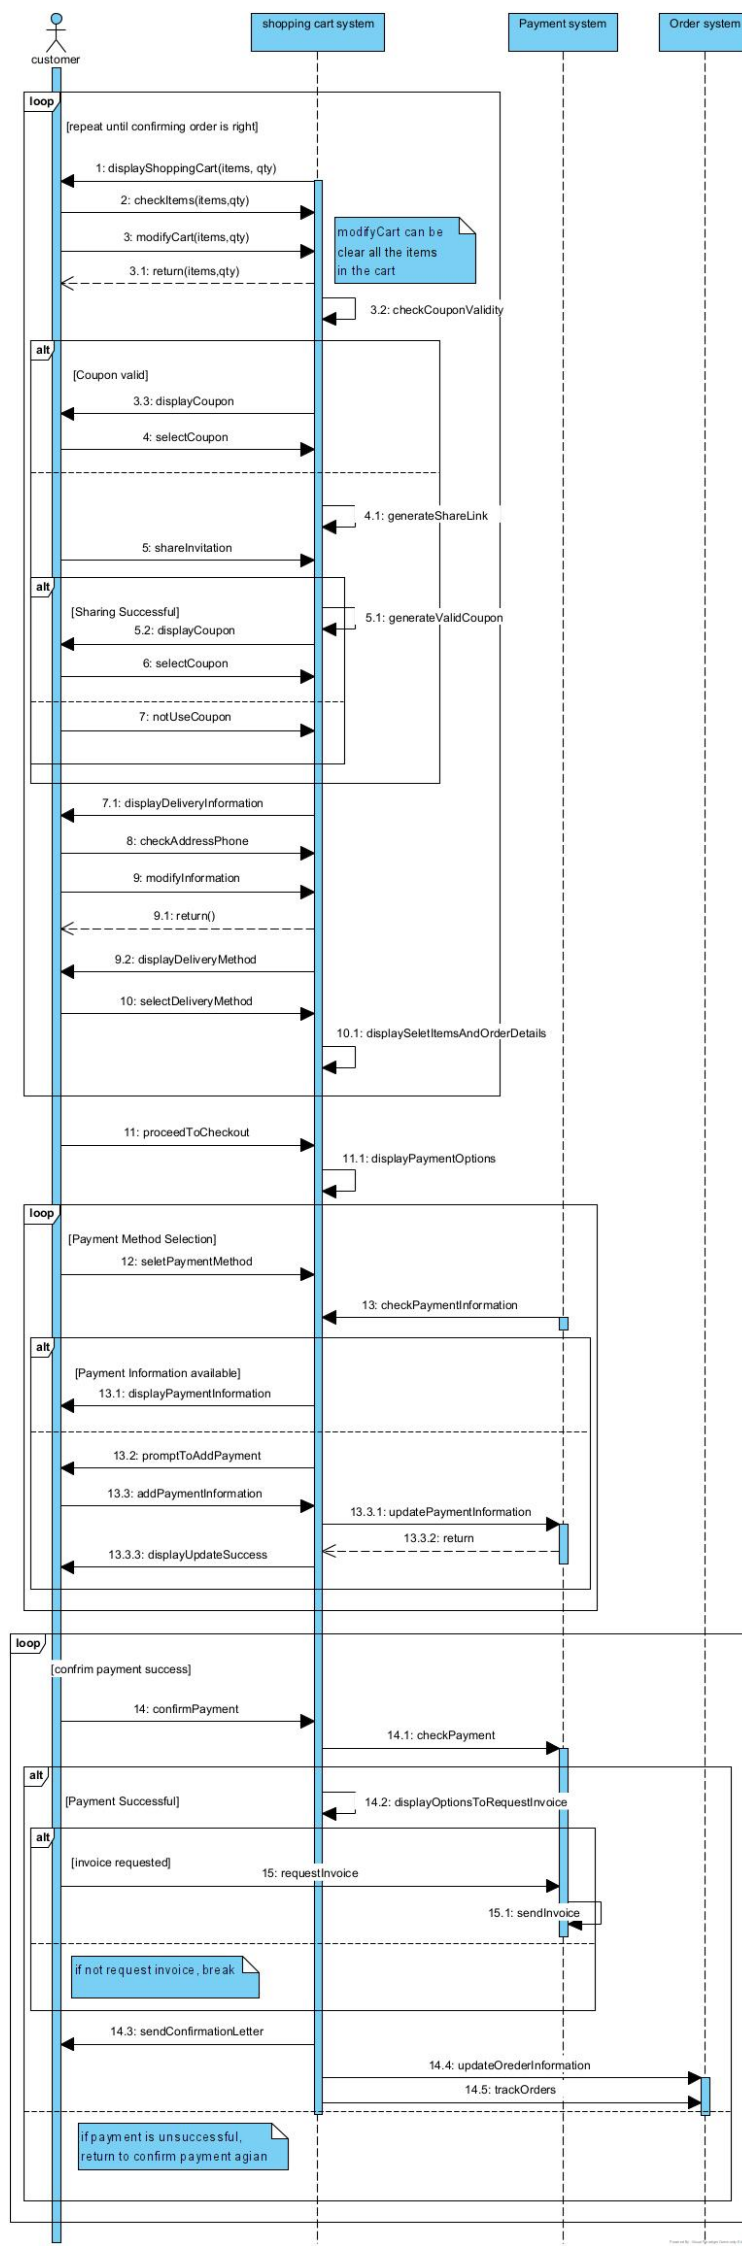 shopping cart system
Payment system
Order system
customer
loop
[repeat until confirming order is right]
1: displayShoppingCart(items, qty)
2: checkItems(items,qty)
3: modifyCart(items,qty)
modifyCart can be
clear all the items
in the cart
3.1: return(items,qty)
3.2: checkCouponValidity
alt
[Coupon valid]
3.3: displayCoupon
4: selectCoupon
4.1: generateShareLink
5: shareInvitation
alt
[Sharing Successful]
5.1: generateValidCoupon
5.2: displayCoupon
6: selectCoupon
7: notUseCoupon
7.1: displayDeliveryInformation
8: checkAddressPhone
9: modifyInformation
9.1: return()
9.2: displayDeliveryMethod
10: selectDeliveryMethod
10.1: displaySeletItemsAndOrderDetails
11: proceedToCheckout
11.1: displayPaymentOptions
loop
[Payment Method Selection]
12: seletPaymentMethod
13: checkPaymentInformation
alt
[Payment Information available]
13.1: displayPaymentInformation
13.2: promptToAddPayment
13.3: addPaymentInformation
13.3.1: updatePaymentInformation
13.3.2: return
13.3.3: displayUpdateSuccess
loop
[confrim payment success]
14: confirmPayment
14.1: checkPayment
alt
[Payment Successful]
14.2: displayOptionsToRequestInvoice
alt
[invoice requested]
15: requestInvoice
15.1: sendInvoice
if not request invoice, break
14.3: sendConfirmationLetter
14.4: updateOrederInformation
14.5: trackOrders
if payment is unsuccessful,
return to confirm payment agian